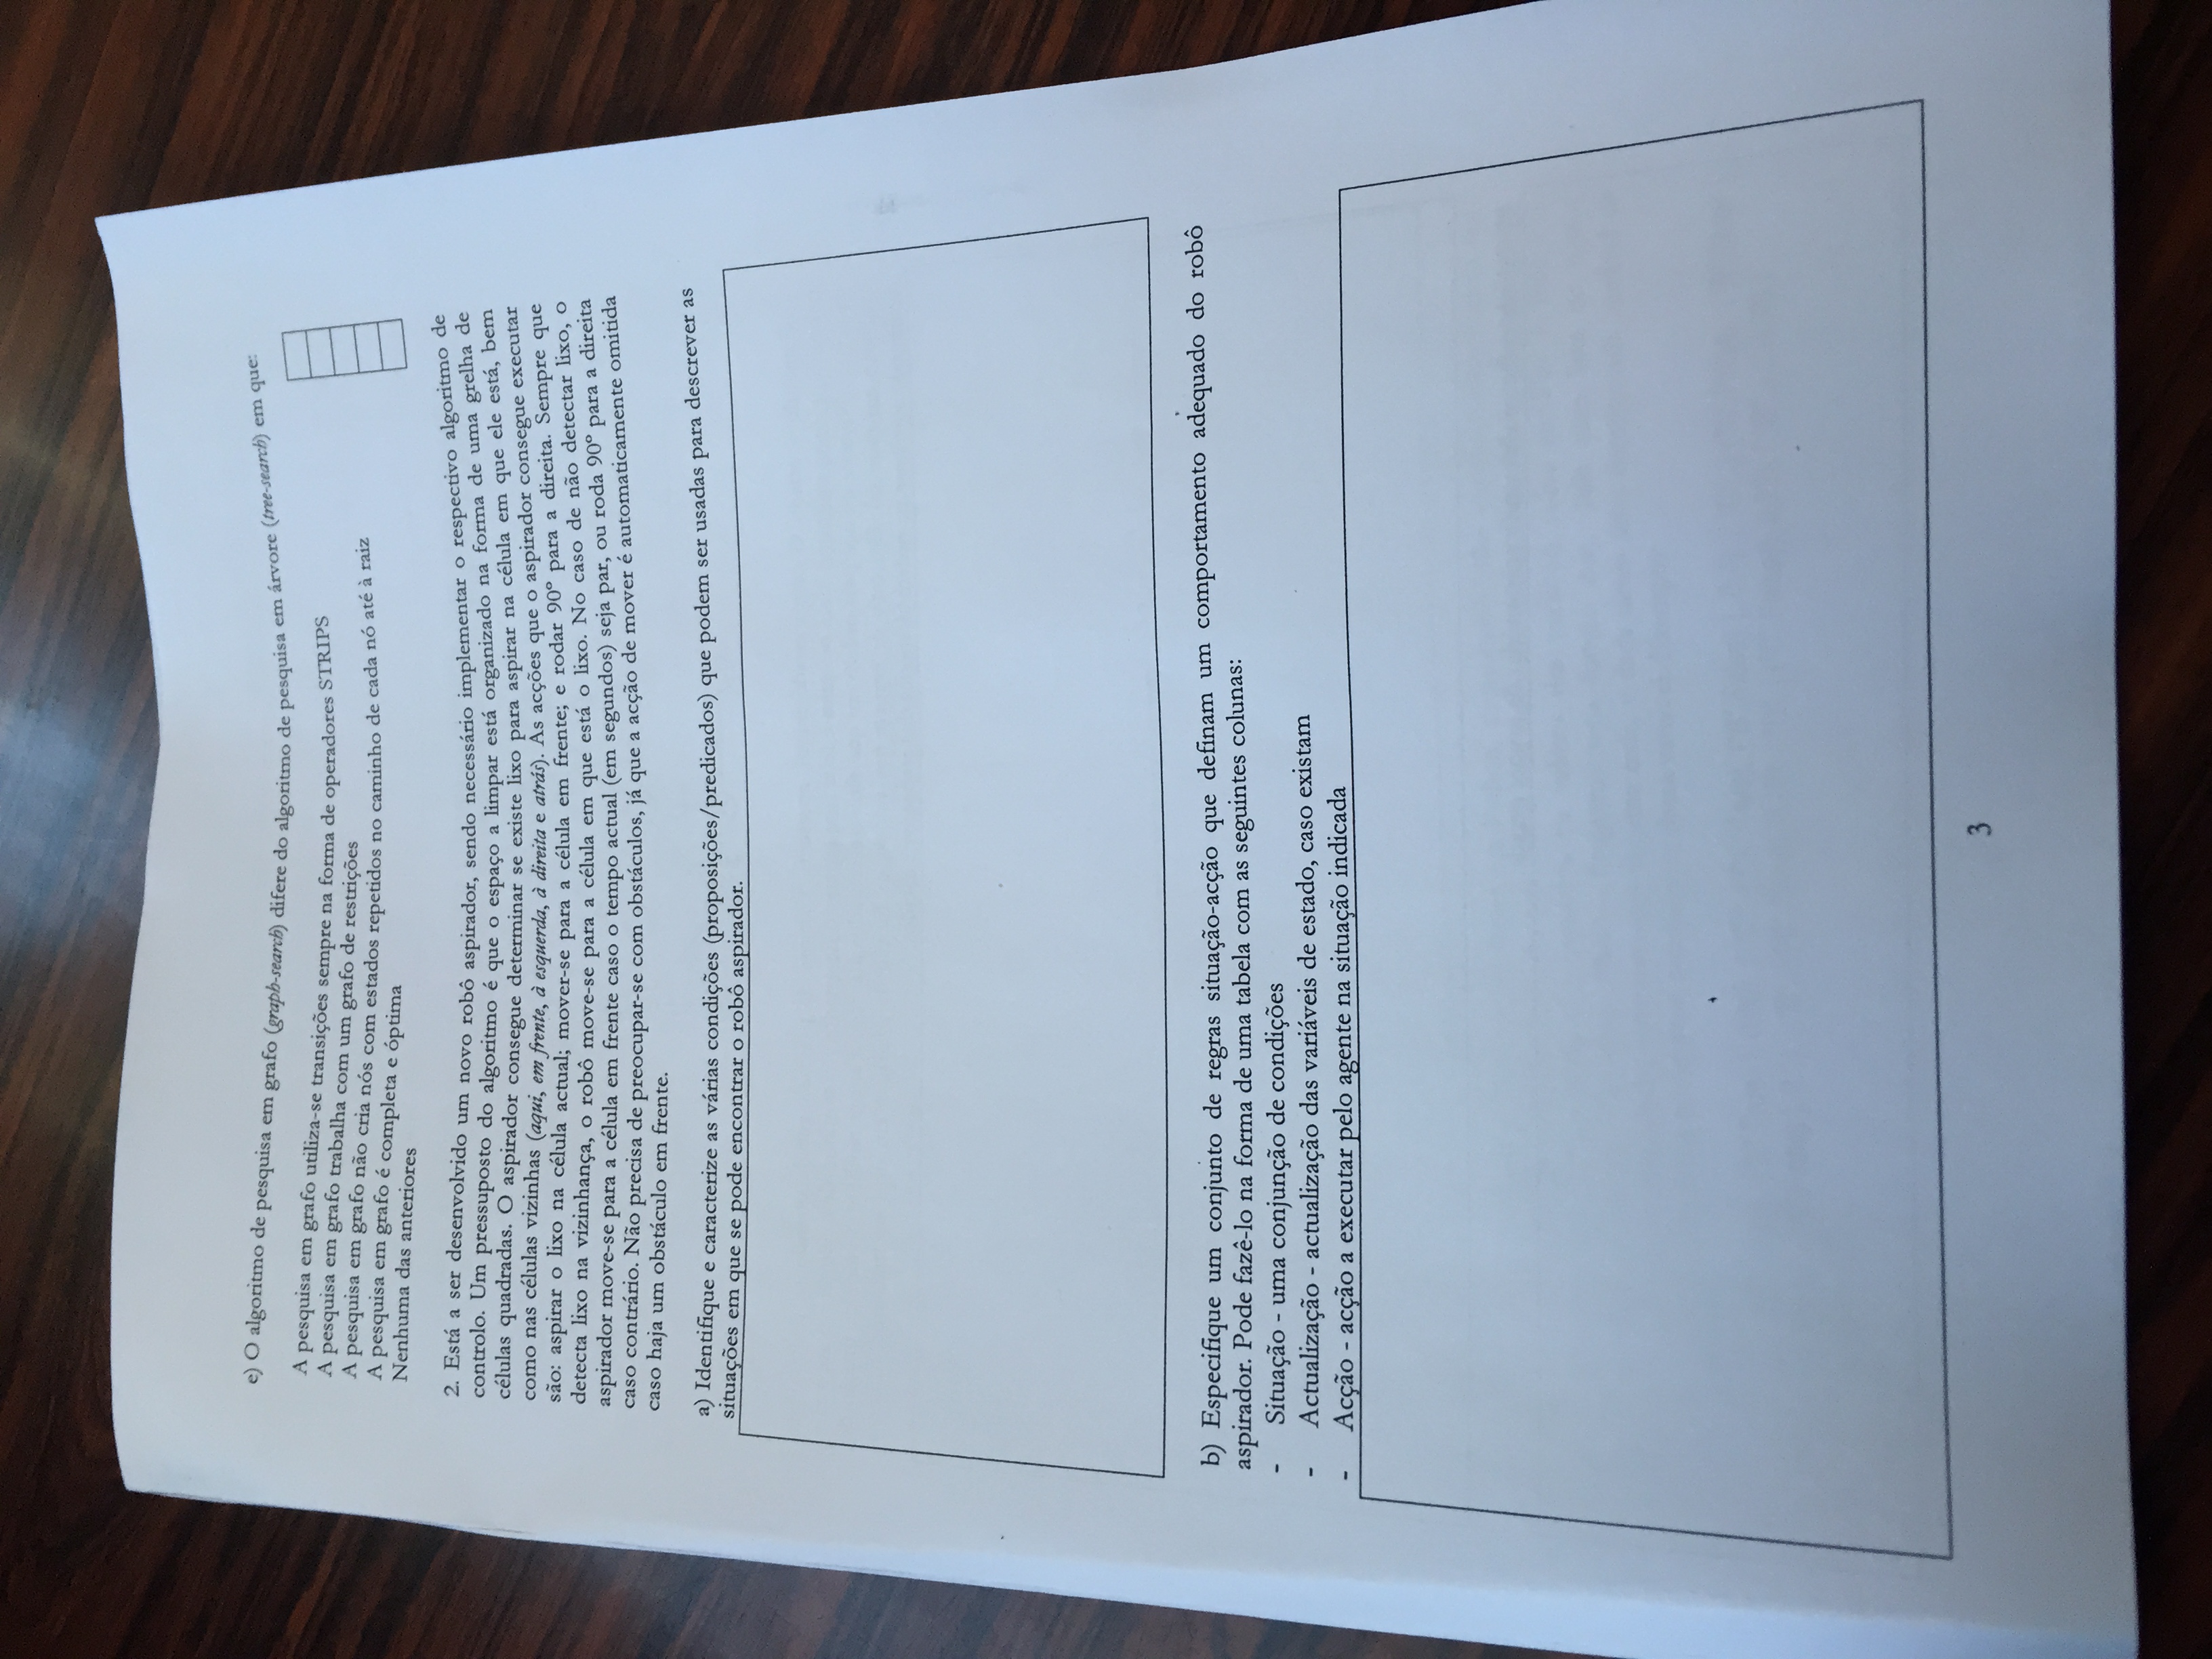 e) O algoritmo de pesquisa em grafo (graph-search) difere do algoritmo de pesquisa em árvore (tree-search) em que:
A pesquisa em grafo utiliza-se transições sempre na forma de operadores STRIPS
A pesquisa em grafo trabalha com um grafo de restrições
A pesquisa em grafo não cria nós com estados repetidos no caminho de cada nó até à raiz
A pesquisa em grafo é completa e óptima
Nenhuma das anteriores
2. Está a ser desenvolvido um novo robô aspirador, sendo necessário implementar o respectivo algoritmo de
controlo. Um pressuposto do algoritmo é que o espaço a limpar está organizado na forma de uma grelha de
células quadradas. O aspirador consegue determinar se existe lixo para aspirar na célula em que ele está, bem
como nas células vizinhas (aqui, em frente, à esquerda, à direita e atrás). As acções que o aspirador consegue executar
são: aspirar o lixo na célula actual; mover-se para a célula em frente; e rodar 90º para a direita. Sempre que
detecta lixo na vizinhança, o robô move-se para a célula em que está o lixo. No caso de não detectar lixo, o
aspirador move-se para a célula em frente caso o tempo actual (em segundos) seja par, ou roda 90º para a direita
caso contrário. Não precisa de preocupar-se com obstáculos, já que a acção de mover é automaticamente omitida
caso haja um obstáculo em frente.
a) Identifique e caracterize as várias condições (proposições/predicados) que podem ser usadas para descrever as
situações em que se pode encontrar o robô aspirador.
b) Especifique um conjunto de regras situação-acção que definam um comportamento adequado do robô
aspirador. Pode fazê-lo na forma de uma tabela com as seguintes colunas:
- Situação - uma conjunção de condições
- Actualização - actualização das variáveis de estado, caso existam
- Acção - acção a executar pelo agente na situação indicada
3